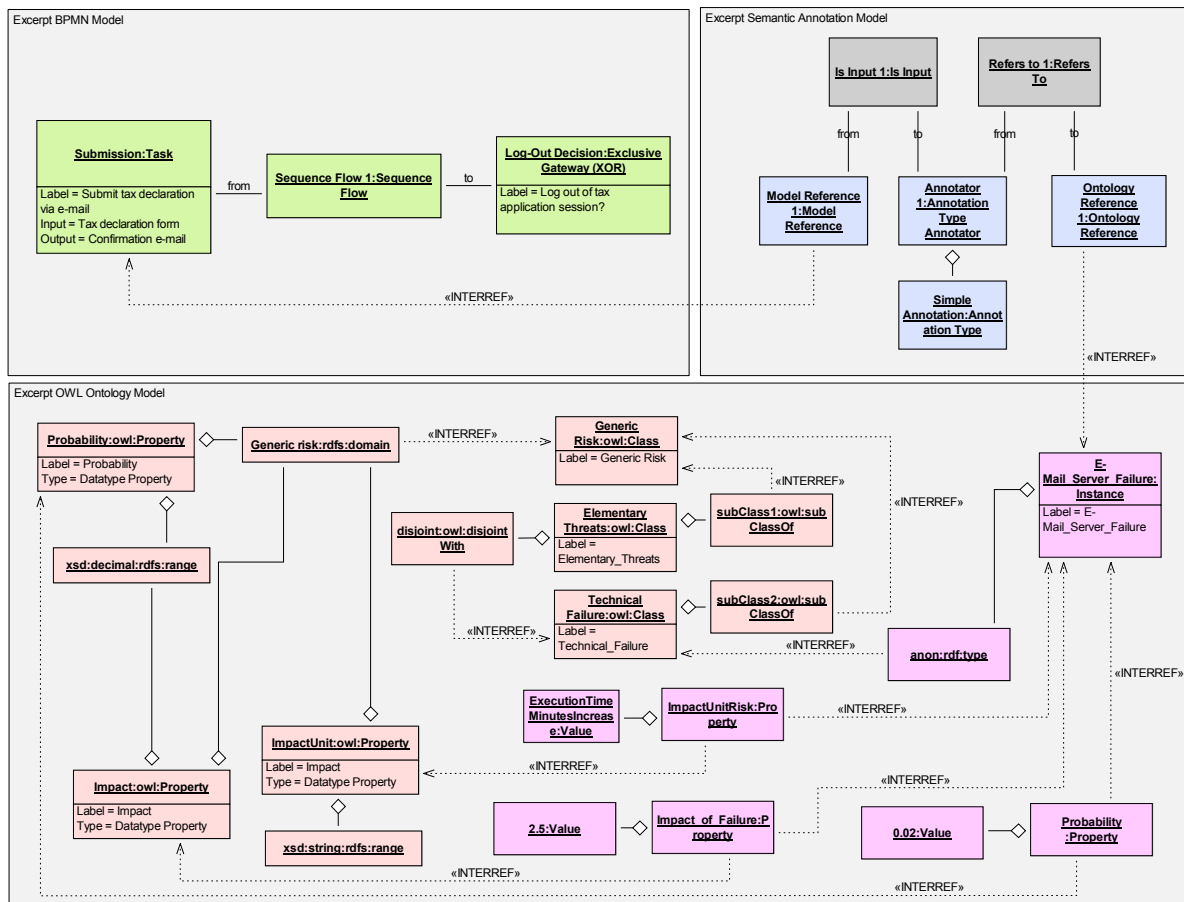 Excerpt BPMN Model
Submission:Task
Label = Submit tax declaration
via e-mail
Input = Tax declaration form
Output = Confirmation e-mail
from
Sequence Flow 1:Sequence
Flow
to
Log-Out Decision:Exclusive
Gateway (XOR)
Label = Log out of tax
application session?
«INTERREF»
Excerpt Semantic Annotation Model
Is Input 1:Is Input
Refers to 1:Refers
To
from
to
from
to
Model Reference
1:Model
Reference
Annotator
1:Annotation
Type
Annotator
Ontology
Reference
1:Ontology
Reference
Simple
Annotation:Annot
ation Type
«INTERREF»
Excerpt OWL Ontology Model
Probability:owl:Property
Label = Probability
Type = Datatype Property
Generic risk:rdfs:domain
«INTERREF»
Generic
Risk:owl:Class
Label = Generic Risk
«INTERREF»
E-
Mail_Server_Failure:
Instance
Label = E-
Mail_Server_Failure
disjoint:owl:disjoint
With
Elementary
Threats:owl:Class
Label =
Elementary_Threats
subClass1:owl:sub
ClassOf
«INTERREF»
xsd:decimal:rdfs:range
Technical
Failure:owl:Class
Label =
Technical_Failure
subClass2:owl:sub
ClassOf
«INTERREF»
«INTERREF»
anon:rdf:type
«INTERREF»
ExecutionTime
MinutesIncreas
e:Value
ImpactUnitRisk:Pro
perty
«INTERREF»
ImpactUnit:owl:Property
Label = Impact
Type = Datatype Property
«INTERREF»
Impact:owl:Property
Label = Impact
Type = Datatype Property
«INTERREF»
2.5:Value
Impact_of_Failure:P
roperty
0.02:Value
Probability
:Property
xsd:string:rdfs:range
«INTERREF»
«INTERREF»